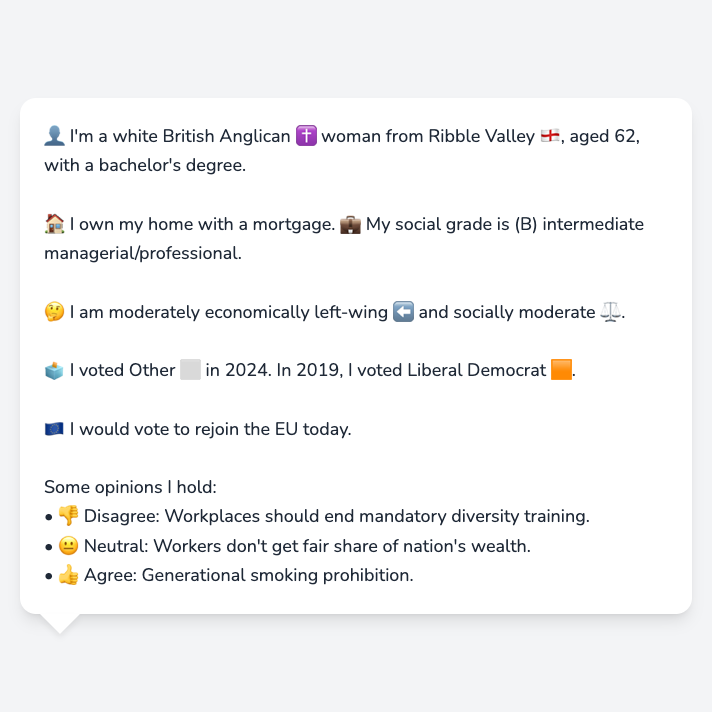 👤 I'm a white British Anglican ✝️ woman from Ribble Valley 🏴󠁧󠁢󠁥󠁮󠁧󠁿, aged 62,
with a bachelor's degree.
🏠 I own my home with a mortgage. 💼 My social grade is (B) intermediate
managerial/professional.
🤔 I am moderately economically left-wing ⬅️ and socially moderate ⚖️.
🗳️ I voted Other ⬜ in 2024. In 2019, I voted Liberal Democrat 🟧.
🇪🇺 I would vote to rejoin the EU today.
Some opinions I hold:
• 👎 Disagree: Workplaces should end mandatory diversity training.
• 😐 Neutral: Workers don't get fair share of nation's wealth.
• 👍 Agree: Generational smoking prohibition.